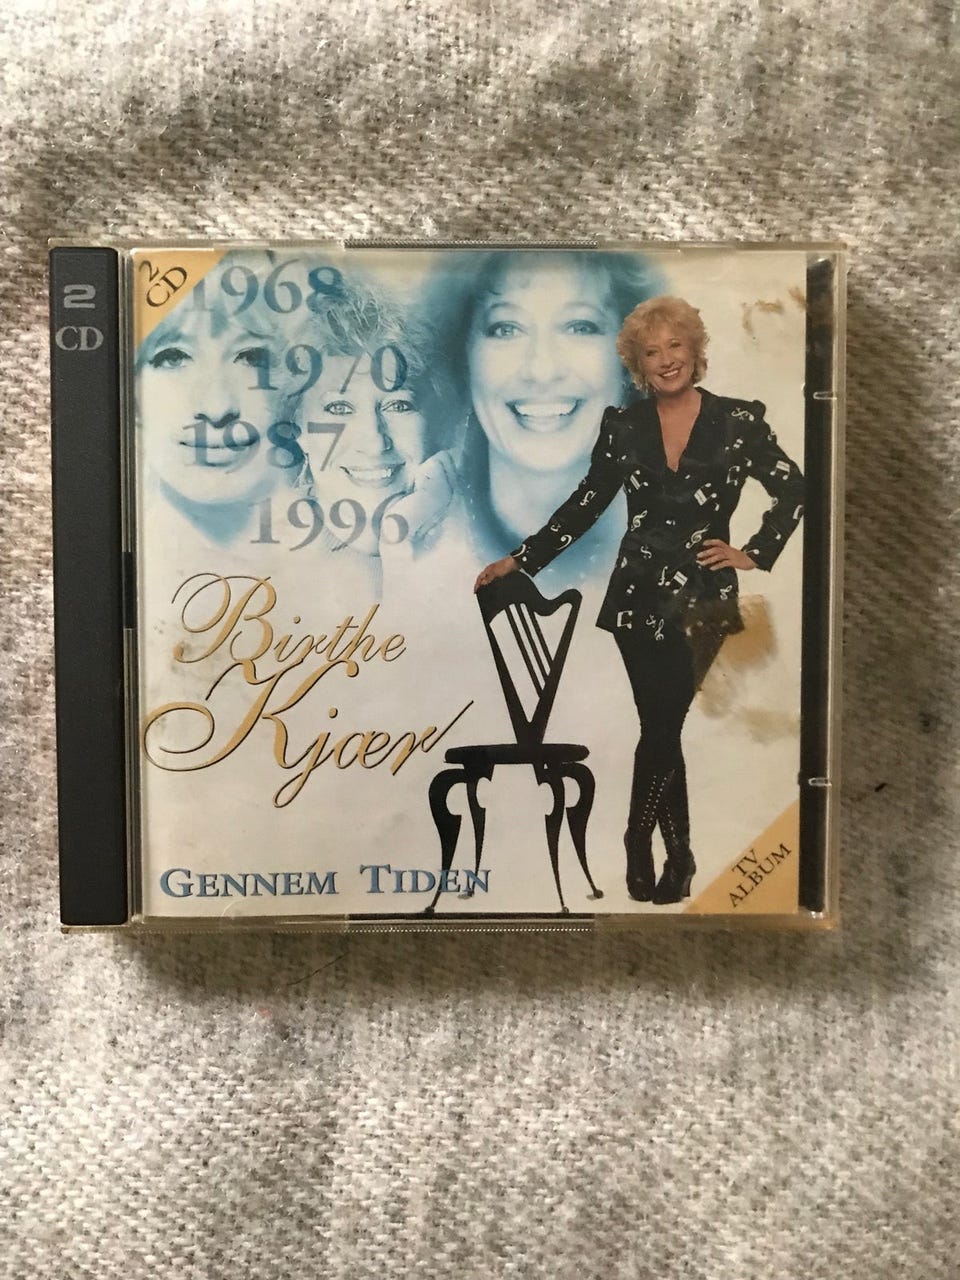 2
CD
2
CD
1968
1970
1987
1996
Birthe
Kjær
GENNEM TIDEN
TV
ALBUM